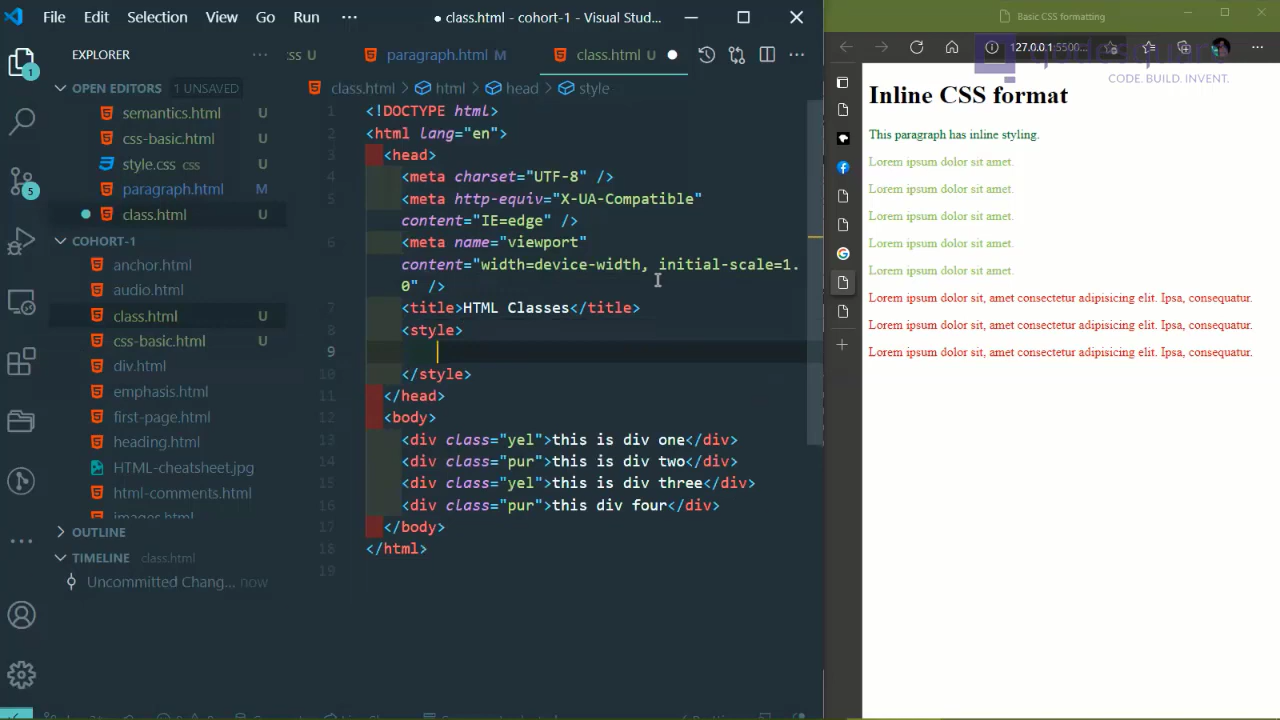 File Edit Selection View Go Run ···
● class.html - cohort-1 - Visual Stud...
EXPLORER
OPEN EDITORS 1 UNSAVED
semantics.html U
css-basic.html U
style.css css U
paragraph.html M
class.html U
COHORT-1
anchor.html
audio.html
class.html U
css-basic.html U
div.html
emphasis.html
first-page.html
heading.html
HTML-cheatsheet.jpg
html-comments.html
images.html
OUTLINE
TIMELINE class.html
Uncommitted Chang... now
1
5
css U paragraph.html M class.html U ●
class.html > html > head > style
1 <!DOCTYPE html>
2 <html lang="en">
3 <head>
4 <meta charset="UTF-8" />
5 <meta http-equiv="X-UA-Compatible"
content="IE=edge" />
6 <meta name="viewport"
content="width=device-width, initial-scale=1.
0" />
7 <title>HTML Classes</title>
8 <style>
9
10 </style>
11 </head>
12 <body>
13 <div class="yel">this is div one</div>
14 <div class="pur">this is div two</div>
15 <div class="yel">this is div three</div>
16 <div class="pur">this div four</div>
17 </body>
18 </html>
19
Basic CSS formatting
127.0.0.1:5500...
CODE. BUILD. INVENT.
Inline CSS format
This paragraph has inline styling.
Lorem ipsum dolor sit amet.
Lorem ipsum dolor sit amet.
Lorem ipsum dolor sit amet.
Lorem ipsum dolor sit amet.
Lorem ipsum dolor sit amet.
Lorem ipsum dolor sit, amet consectetur adipisicing elit. Ipsa, consequatur.
Lorem ipsum dolor sit, amet consectetur adipisicing elit. Ipsa, consequatur.
Lorem ipsum dolor sit, amet consectetur adipisicing elit. Ipsa, consequatur.